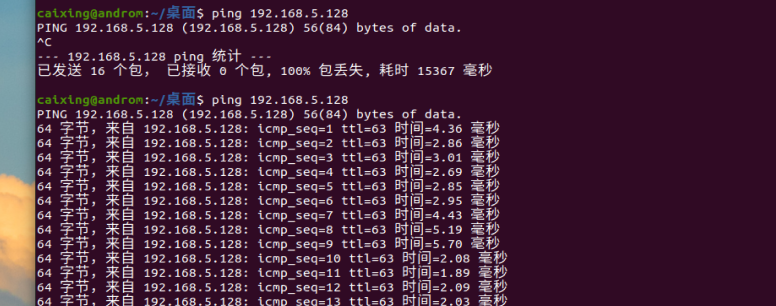 caixing@androm:~/桌面$ ping 192.168.5.128
PING 192.168.5.128 (192.168.5.128) 56(84) bytes of data.
^C
--- 192.168.5.128 ping 统计 ---
已发送 16 个包， 已接收 0 个包, 100% 包丢失, 耗时 15367 毫秒
caixing@androm:~/桌面$ ping 192.168.5.128
PING 192.168.5.128 (192.168.5.128) 56(84) bytes of data.
64 字节，来自 192.168.5.128: icmp_seq=1 ttl=63 时间=4.36 毫秒
64 字节，来自 192.168.5.128: icmp_seq=2 ttl=63 时间=2.86 毫秒
64 字节，来自 192.168.5.128: icmp_seq=3 ttl=63 时间=3.01 毫秒
64 字节，来自 192.168.5.128: icmp_seq=4 ttl=63 时间=2.69 毫秒
64 字节，来自 192.168.5.128: icmp_seq=5 ttl=63 时间=2.85 毫秒
64 字节，来自 192.168.5.128: icmp_seq=6 ttl=63 时间=2.95 毫秒
64 字节，来自 192.168.5.128: icmp_seq=7 ttl=63 时间=4.43 毫秒
64 字节，来自 192.168.5.128: icmp_seq=8 ttl=63 时间=5.19 毫秒
64 字节，来自 192.168.5.128: icmp_seq=9 ttl=63 时间=5.70 毫秒
64 字节，来自 192.168.5.128: icmp_seq=10 ttl=63 时间=2.08 毫秒
64 字节，来自 192.168.5.128: icmp_seq=11 ttl=63 时间=1.89 毫秒
64 字节，来自 192.168.5.128: icmp_seq=12 ttl=63 时间=2.09 毫秒
64 字节，来自 192.168.5.128: icmp_seq=13 ttl=63 时间=2.03 毫秒